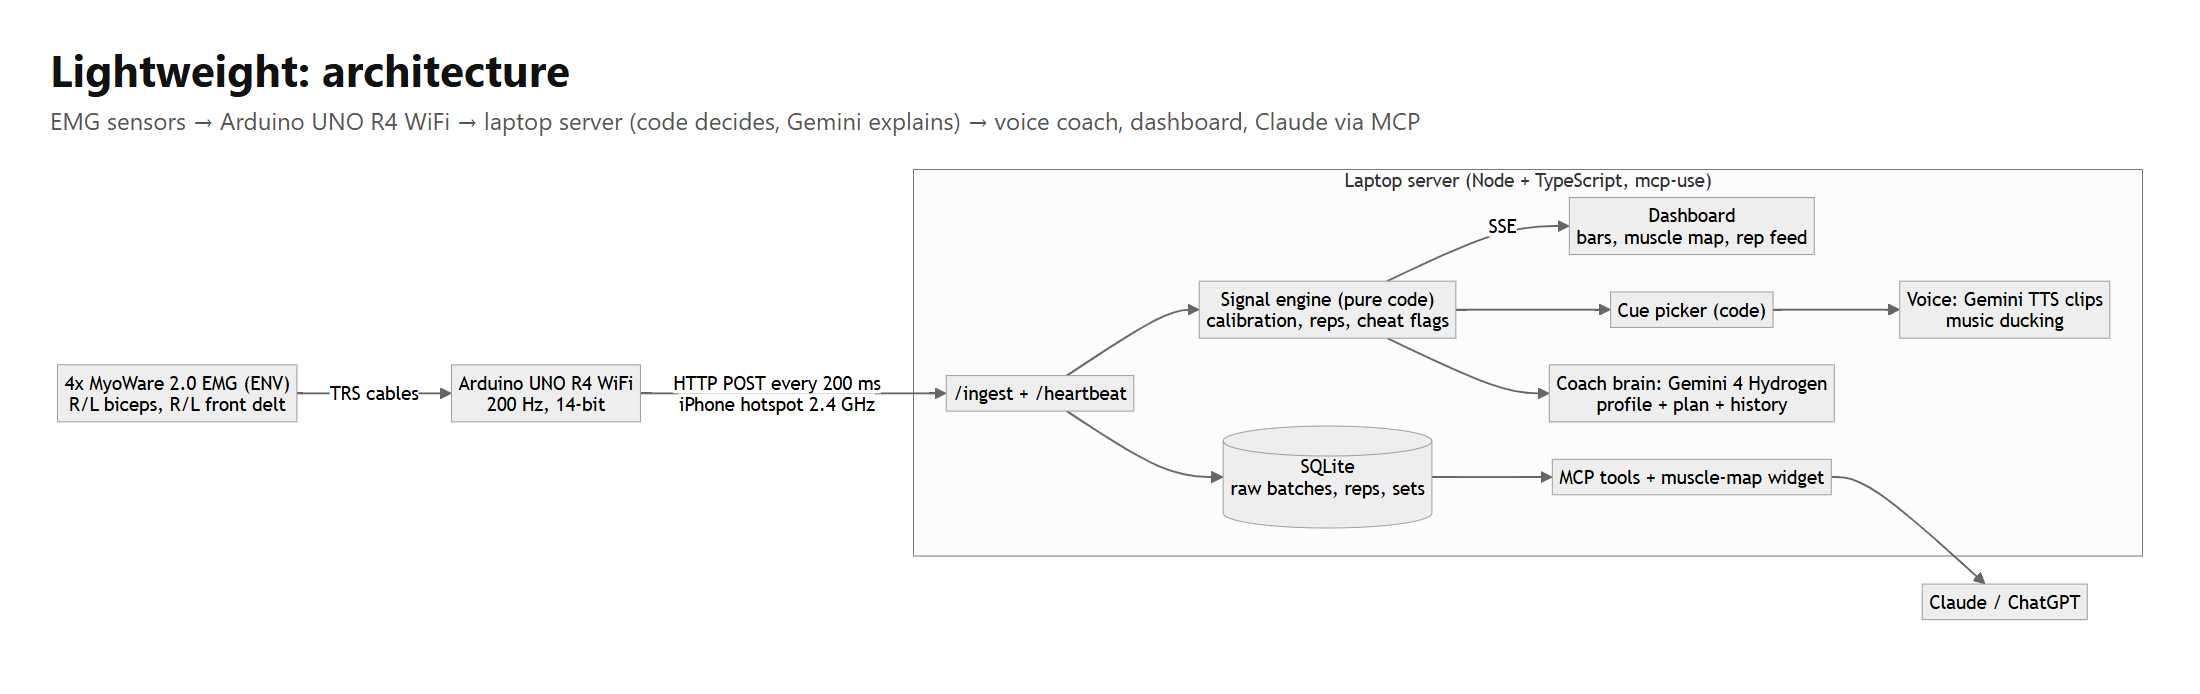 Lightweight: architecture
EMG sensors → Arduino UNO R4 WiFi → laptop server (code decides, Gemini explains) → voice coach, dashboard, Claude via MCP
Laptop server (Node + TypeScript, mcp-use)
4x MyoWare 2.0 EMG (ENV)
R/L biceps, R/L front delt
TRS cables
Arduino UNO R4 WiFi
200 Hz, 14-bit
HTTP POST every 200 ms
iPhone hotspot 2.4 GHz
/ingest + /heartbeat
Signal engine (pure code)
calibration, reps, cheat flags
SSE
Dashboard
bars, muscle map, rep feed
Cue picker (code)
Voice: Gemini TTS clips
music ducking
Coach brain: Gemini 4 Hydrogen
profile + plan + history
SQLite
raw batches, reps, sets
MCP tools + muscle-map widget
Claude / ChatGPT